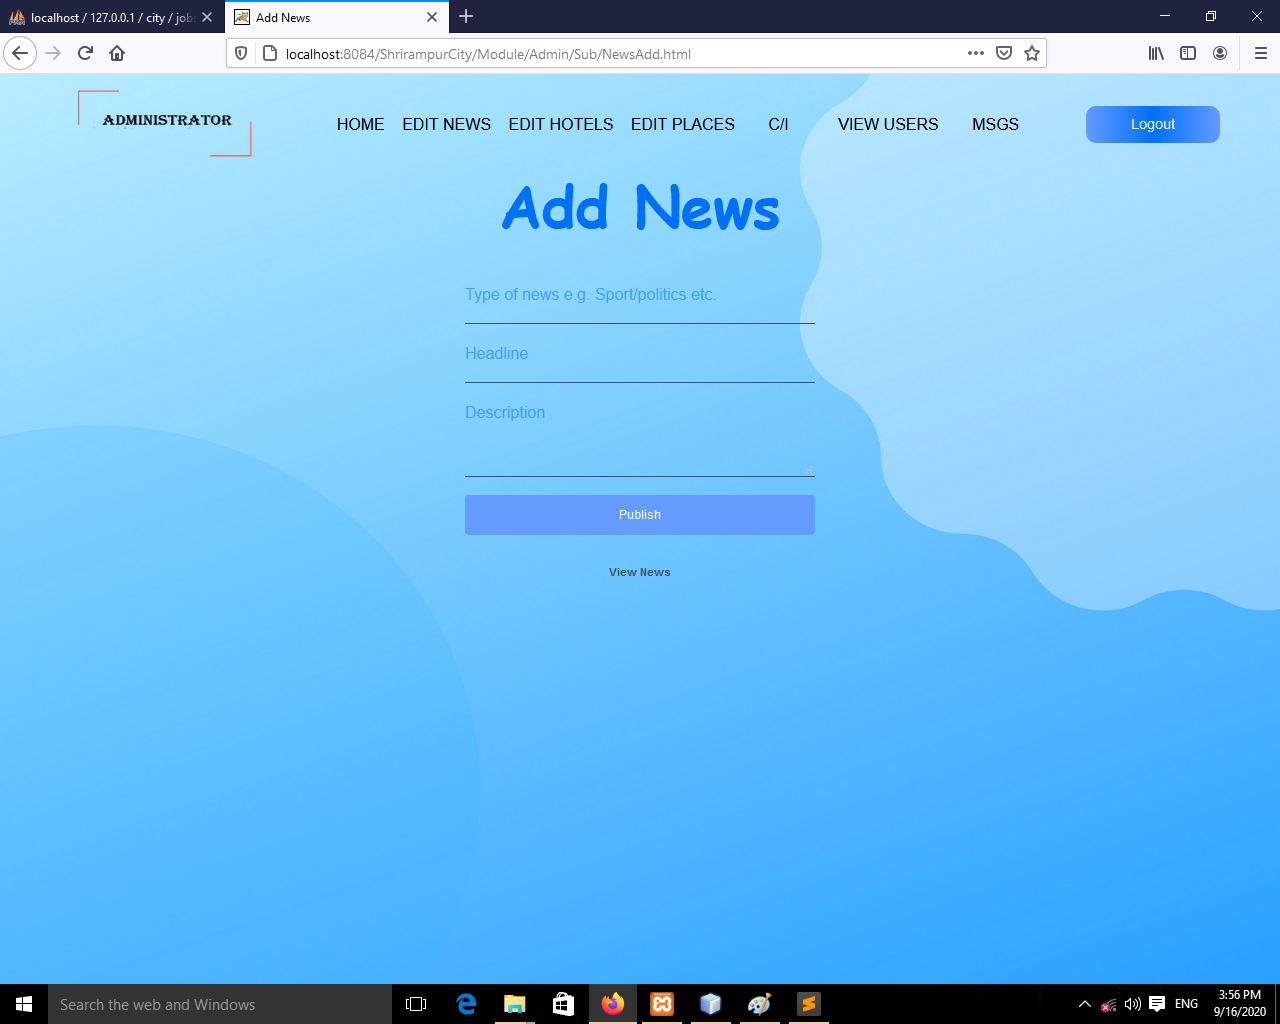 localhost / 127.0.0.1 / city / job
Add News
localhost:8084/ShrirampurCity/Module/Admin/Sub/NewsAdd.html
ADMINISTRATOR
HOME EDIT NEWS EDIT HOTELS EDIT PLACES C/I VIEW USERS MSGS
Logout
Add News
Type of news e.g. Sport/politics etc.
Headline
Description
Publish
View News
Search the web and Windows
ENG
3:56 PM
9/16/2020